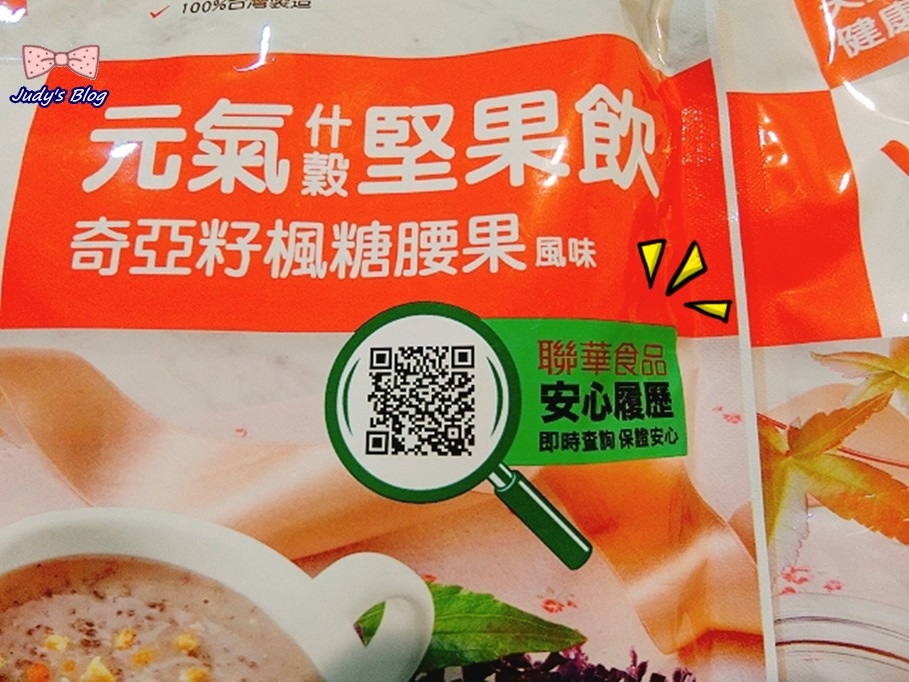 100%台灣製造
Judy's Blog
元氣什穀堅果飲
奇亞籽楓糖腰果風味
聯華食品
安心履歷
即時查詢 保證安心
健康